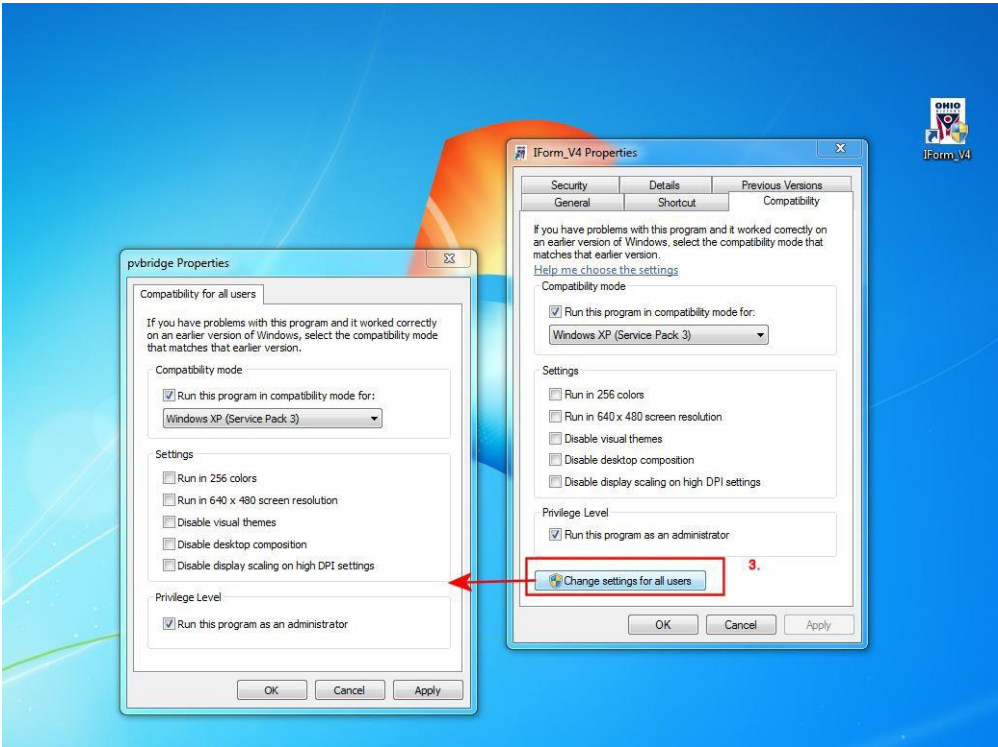 OHIO
IForm_V4
IForm_V4 Properties
Security
Details
Previous Versions
General
Shortcut
Compatibility
If you have problems with this program and it worked correctly on
an earlier version of Windows, select the compatibility mode that
matches that earlier version.
Help me choose the settings
Compatibility mode
Run this program in compatibility mode for:
Windows XP (Service Pack 3)
Settings
Run in 256 colors
Run in 640 x 480 screen resolution
Disable visual themes
Disable desktop composition
Disable display scaling on high DPI settings
Privilege Level
Run this program as an administrator
3.
Change settings for all users
OK
Cancel
Apply
pvbridge Properties
Compatibility for all users
If you have problems with this program and it worked correctly
on an earlier version of Windows, select the compatibility mode
that matches that earlier version.
Compatibility mode
Run this program in compatibility mode for:
Windows XP (Service Pack 3)
Settings
Run in 256 colors
Run in 640 x 480 screen resolution
Disable visual themes
Disable desktop composition
Disable display scaling on high DPI settings
Privilege Level
Run this program as an administrator
OK
Cancel
Apply